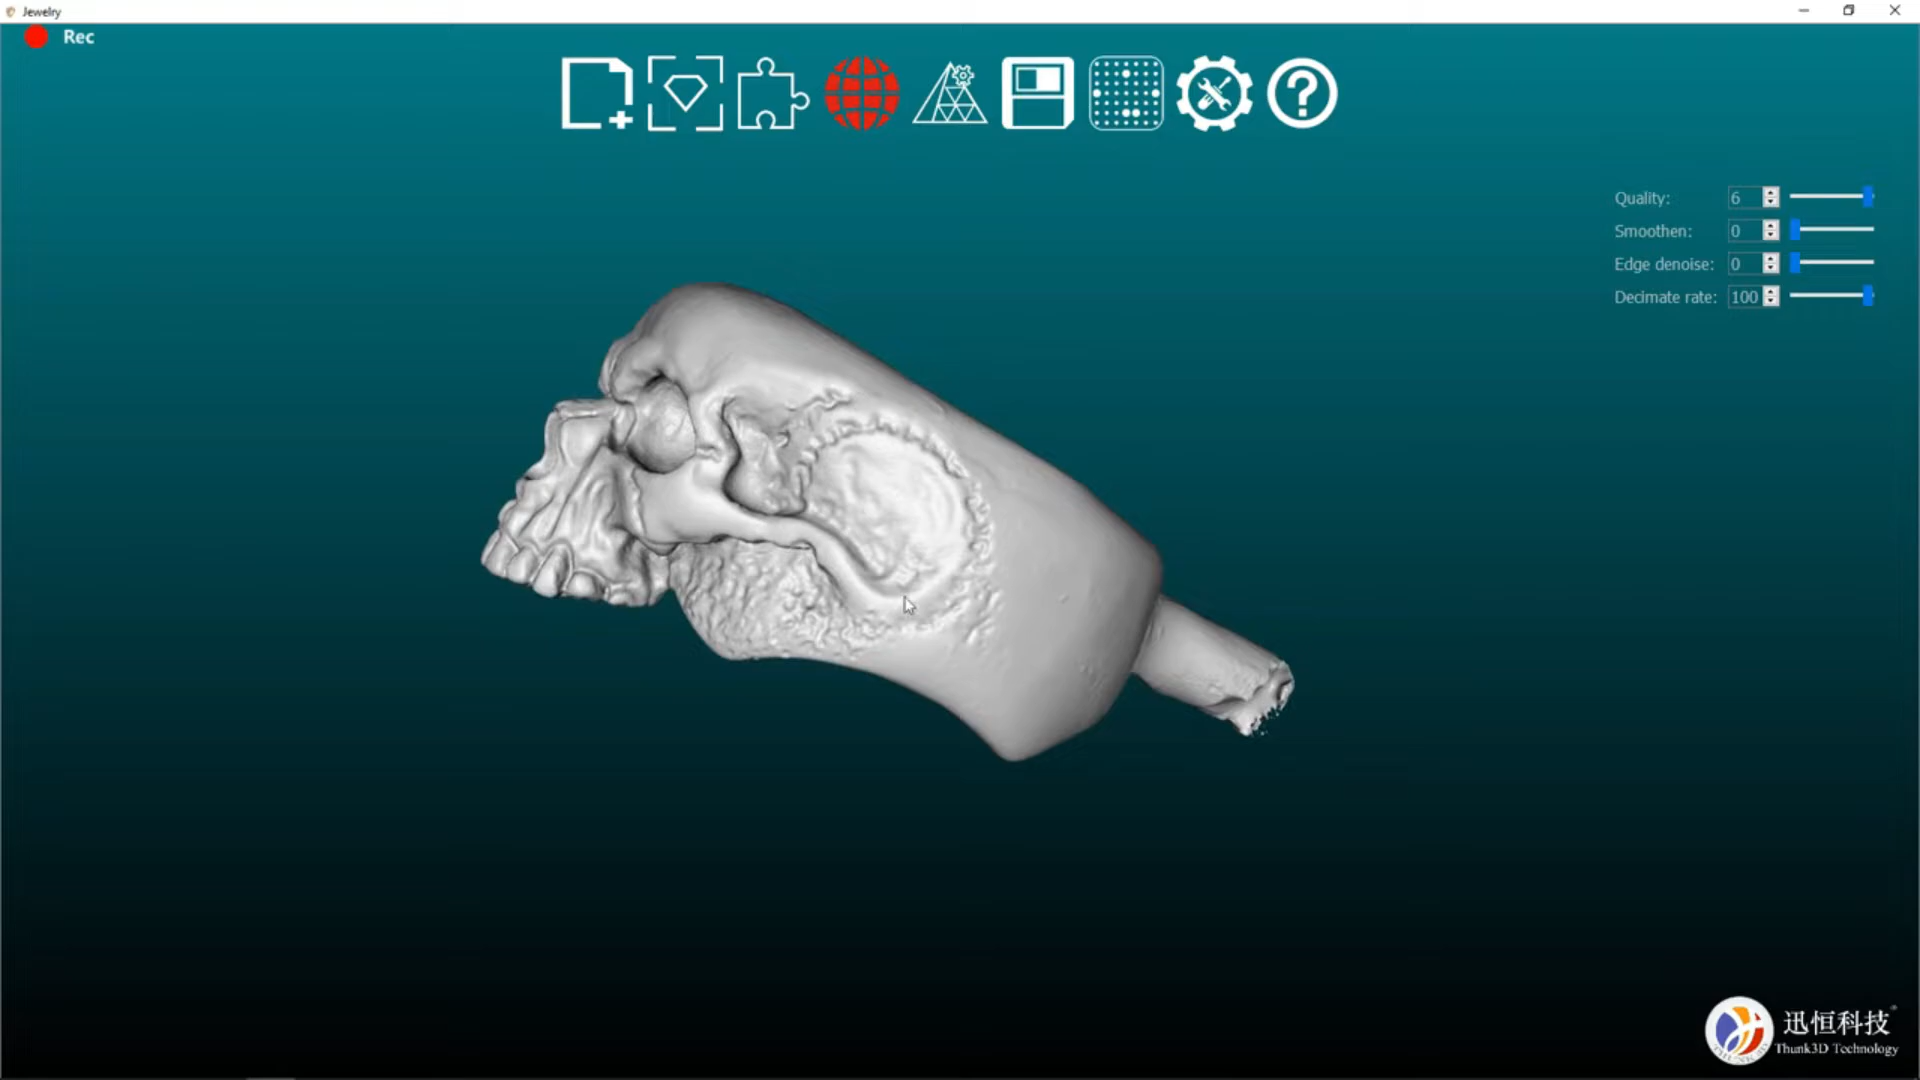 Jewelry
Rec
Quality: 6
Smoothen: 0
Edge denoise: 0
Decimate rate: 100
迅恒科技
Thunk3D Technology